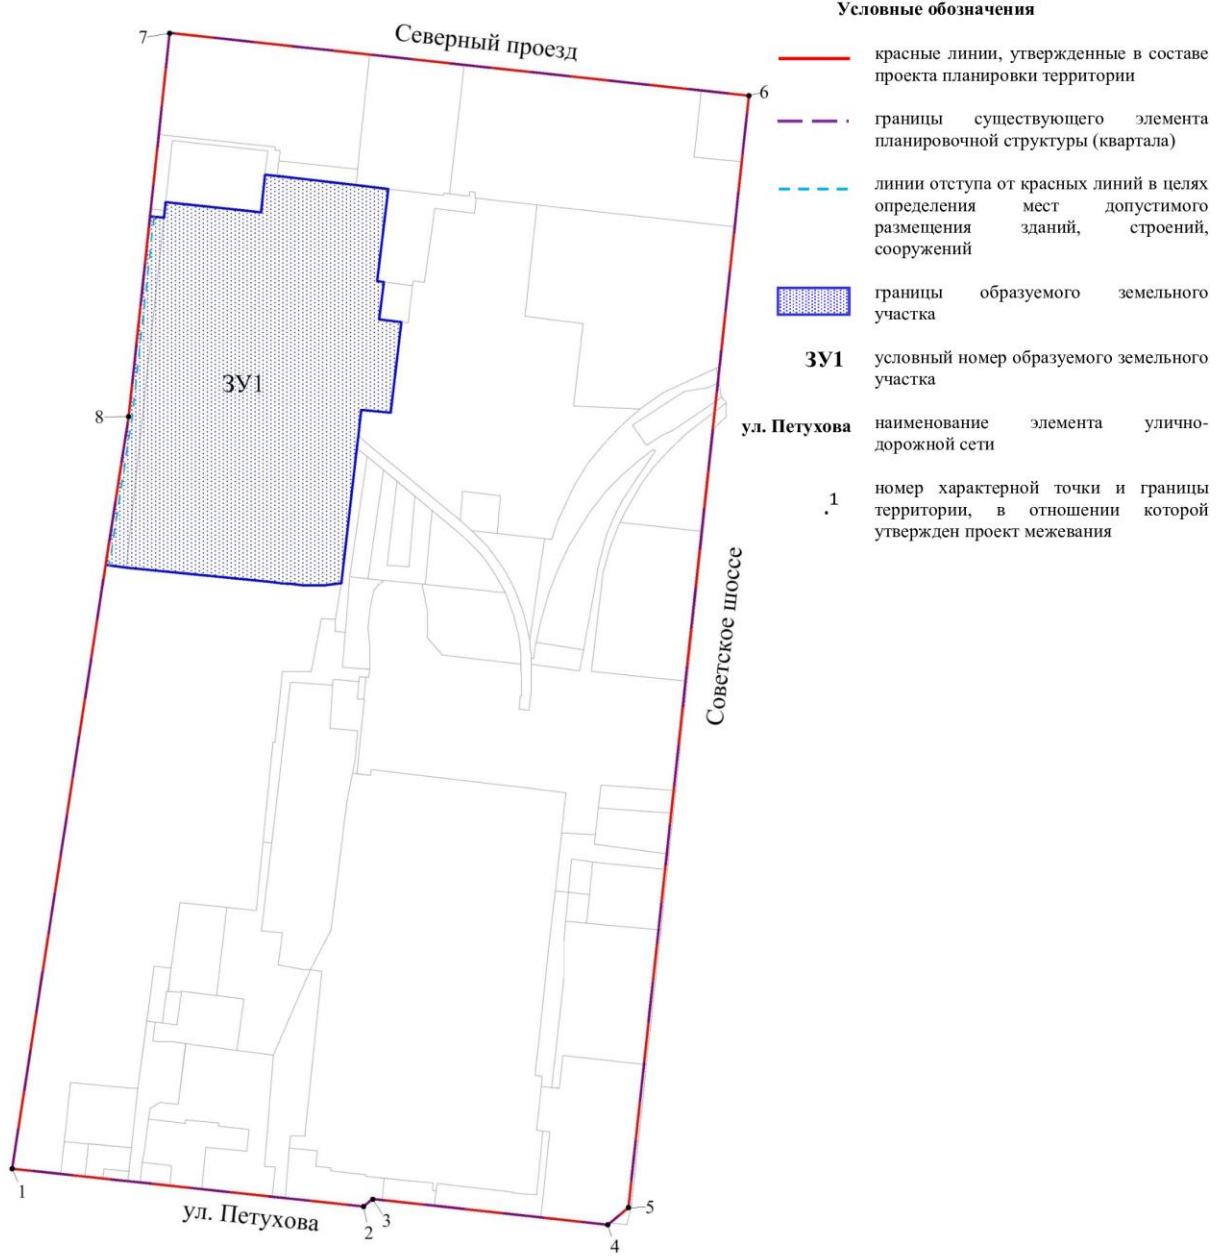 Условные обозначения
красные линии, утвержденные в составе
проекта планировки территории
границы существующего элемента
планировочной структуры (квартала)
линии отступа от красных линий в целях
определения мест допустимого
размещения зданий, строений,
сооружений
границы образуемого земельного
участка
ЗУ1 условный номер образуемого земельного
участка
ул. Петухова наименование элемента улично-
дорожной сети
1 номер характерной точки и границы
территории, в отношении которой
утвержден проект межевания
7
Северный проезд
6
ЗУ1
8
Советское шоссе
1
ул. Петухова
2
3
4
5